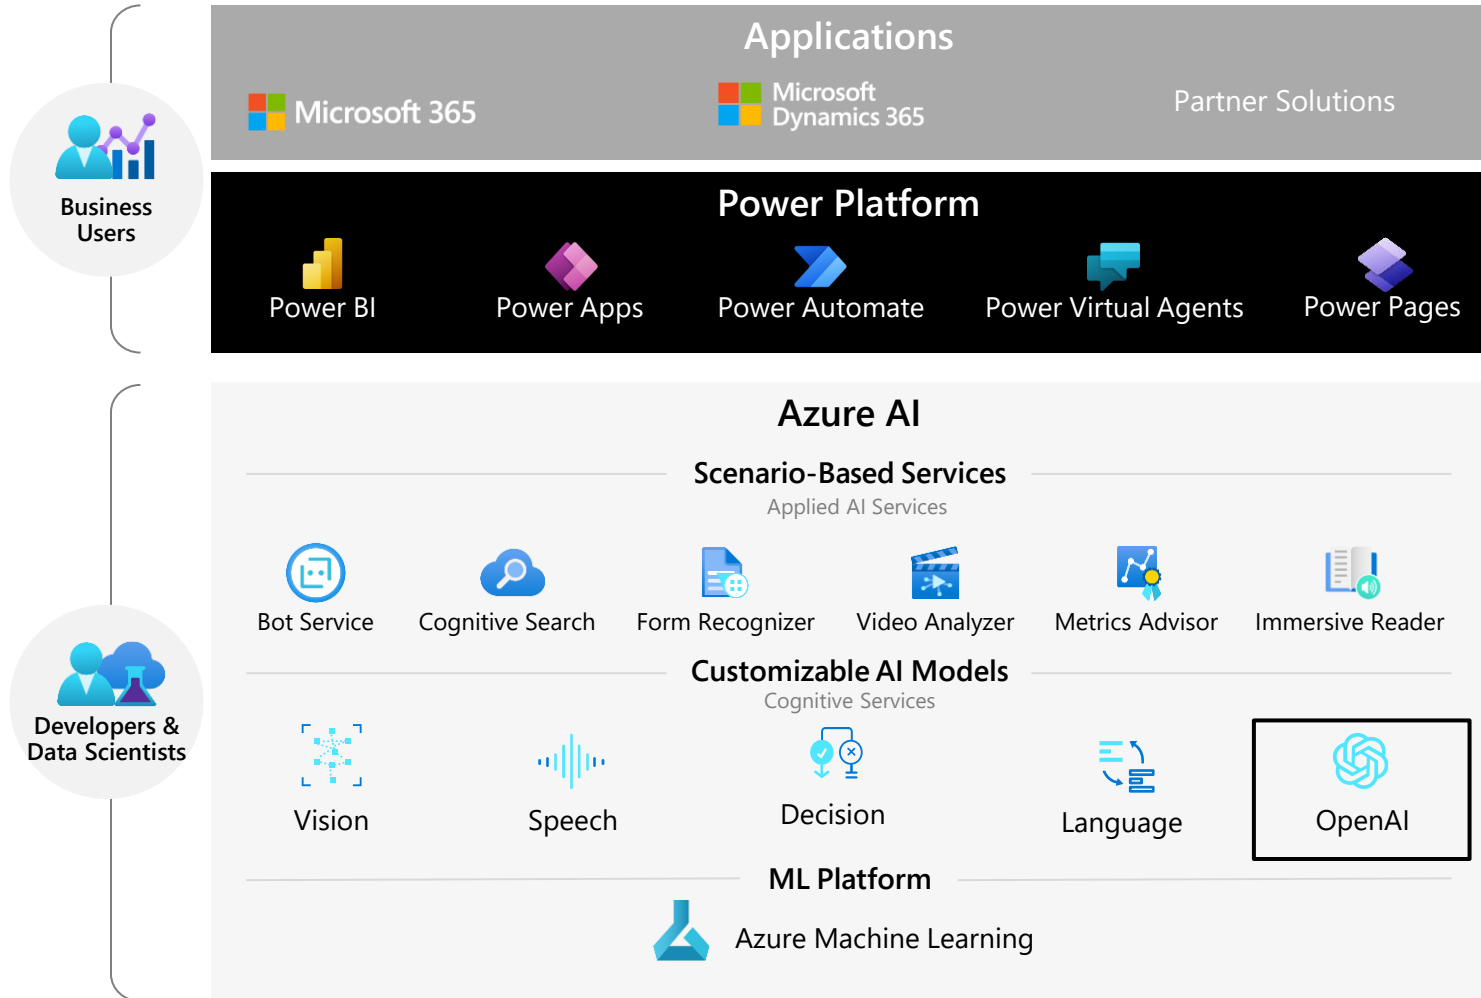 Applications
Microsoft 365
Microsoft
Dynamics 365
Partner Solutions
Business
Users
Power Platform
Power BI
Power Apps
Power Automate
Power Virtual Agents
Power Pages
Azure AI
Scenario-Based Services
Applied AI Services
Bot Service
Cognitive Search
Form Recognizer
Video Analyzer
Metrics Advisor
Immersive Reader
Developers &
Data Scientists
Customizable AI Models
Cognitive Services
Vision
Speech
Decision
Language
OpenAI
ML Platform
Azure Machine Learning